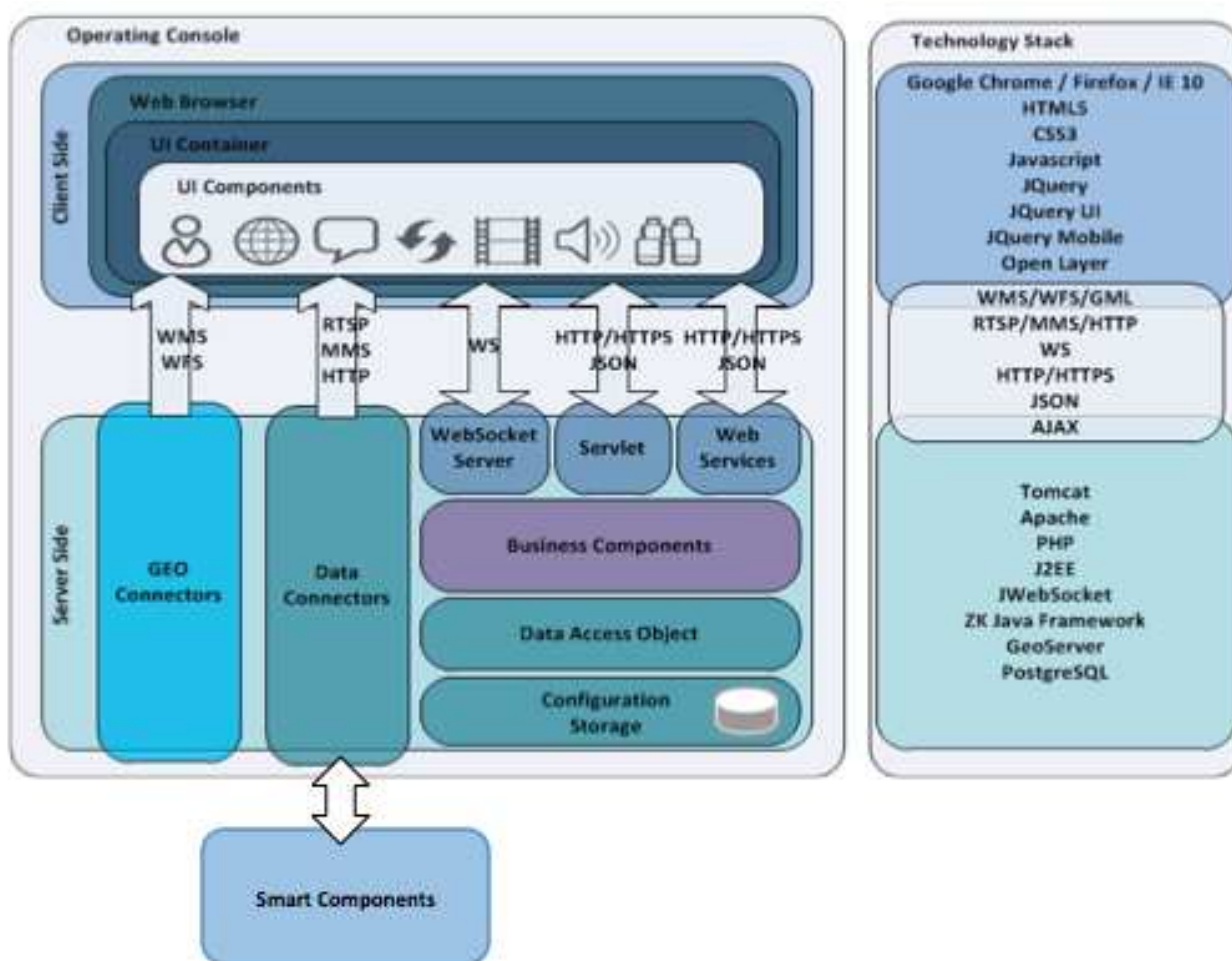 Operating Console
Client Side
Web Browser
UI Container
UI Components
WMS
WFS
RTSP
MMS
HTTP
WS
HTTP/HTTPS
JSON
HTTP/HTTPS
JSON
Server Side
GEO
Connectors
Data
Connectors
WebSocket
Server
Servlet
Web
Services
Business Components
Data Access Object
Configuration
Storage
Smart Components
Technology Stack
Google Chrome / Firefox / IE 10
HTML5
CSS3
Javascript
JQuery
JQuery UI
JQuery Mobile
Open Layer
WMS/WFS/GML
RTSP/MMS/HTTP
WS
HTTP/HTTPS
JSON
AJAX
Tomcat
Apache
PHP
J2EE
JWebSocket
ZK Java Framework
GeoServer
PostgreSQL